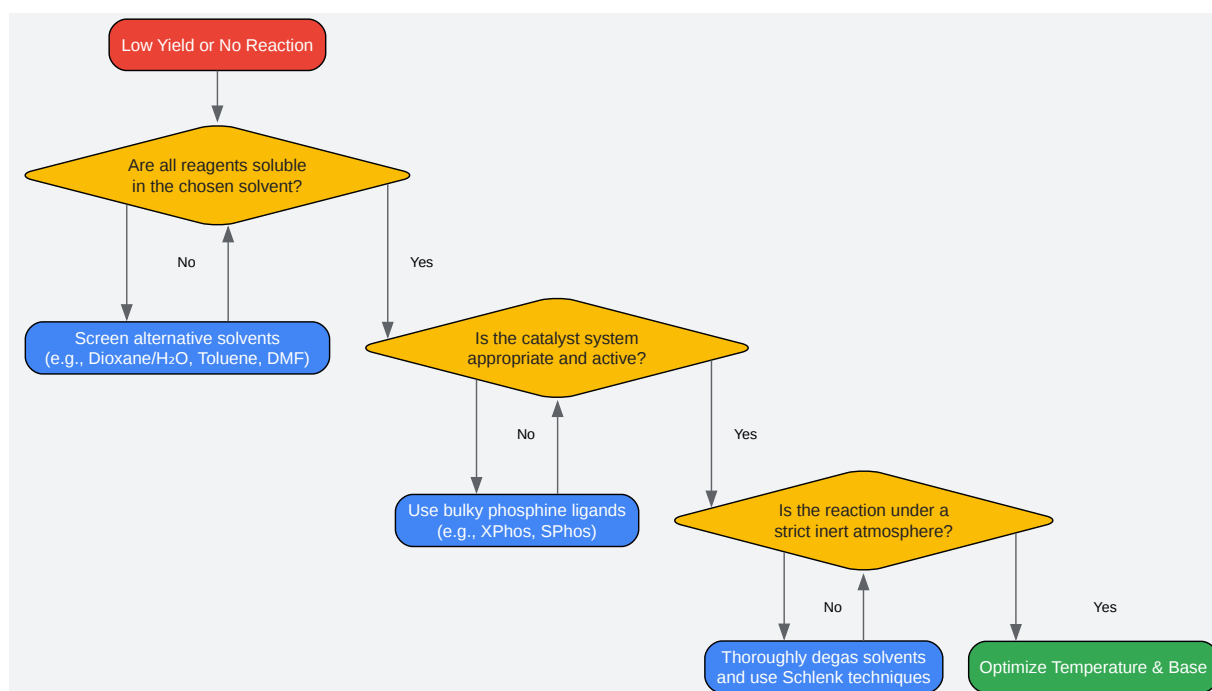 Low Yield or No Reaction
Are all reagents soluble
in the chosen solvent?
No
Yes
Screen alternative solvents
(e.g., Dioxane/H₂O, Toluene, DMF)
Is the catalyst system
appropriate and active?
No
Yes
Use bulky phosphine ligands
(e.g., XPhos, SPhos)
Is the reaction under a
strict inert atmosphere?
No
Yes
Thoroughly degas solvents
and use Schlenk techniques
Optimize Temperature & Base